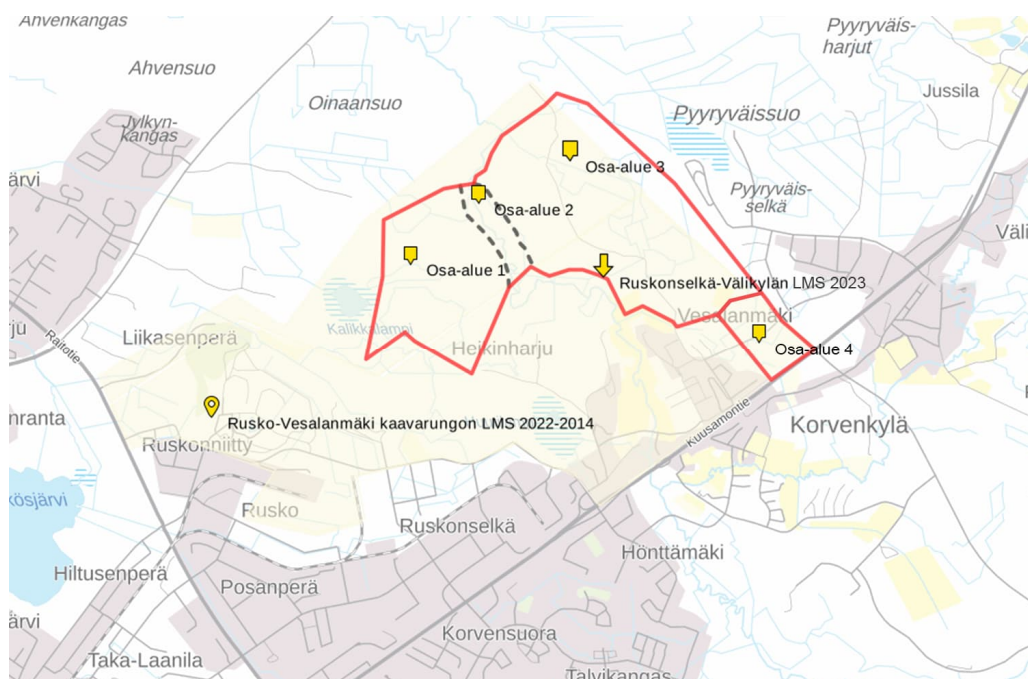 Ahvenkangas
Pyyryväis-
harjut
Ahvensuo
Jussila
Oinaansuo
Pyyryväissuo
Jylkyn-
kangas
Osa-alue 3
järvi
Pyyryväis-
selkä
Osa-alue 2
Väli
Osa-alue 1
Ruskonselkä-Välikylän LMS 2023
Vesalanmäki
Kalikkalampi
rju
Raitotie
Liikasenperä
Heikinharju
Osa-alue 4
Rusko-Vesalanmäki kaavarungon LMS 2022-2014
nranta
Kuusamontie
Korvenkylä
Ruskonniitty
kösjärvi
Rusko
Ruskonselkä
Hönttämäki
Hiltusenperä
Posanperä
järvi
Korvensuora
Taka-Laanila
Talvikangas